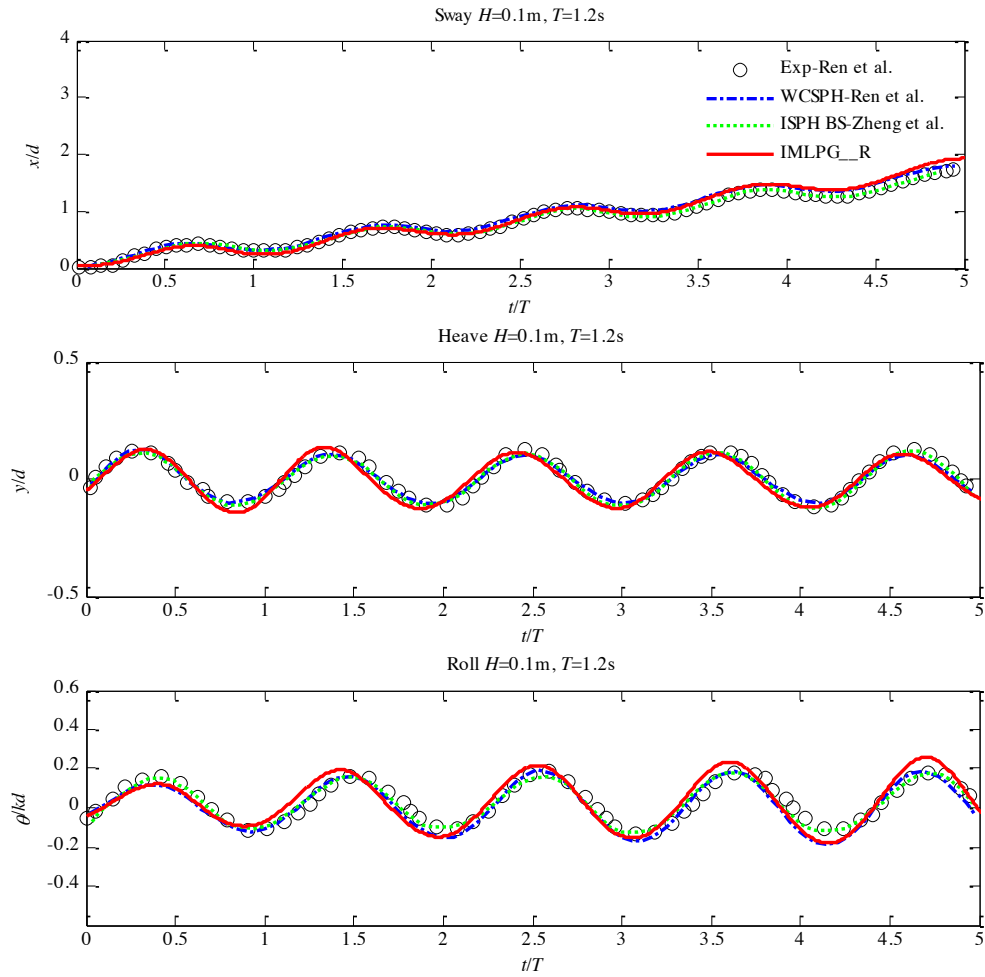 Sway H=0.1m, T=1.2s
4
3
2
1
0
x/d
Exp-Ren et al.
WCSPH-Ren et al.
ISPH BS-Zheng et al.
IMLPG__R
0 0.5 1 1.5 2 2.5 3 3.5 4 4.5 5
t/T
Heave H=0.1m, T=1.2s
0.5
0
-0.5
y/d
0 0.5 1 1.5 2 2.5 3 3.5 4 4.5 5
t/T
Roll H=0.1m, T=1.2s
0.6
0.4
0.2
0
-0.2
-0.4
θ/kd
0 0.5 1 1.5 2 2.5 3 3.5 4 4.5 5
t/T